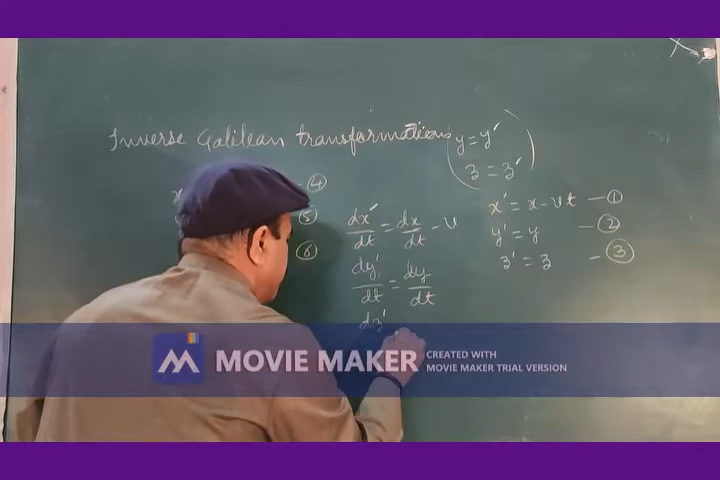 Inverse Galilean transformations
y = y'
z = z'
x
④
⑤
⑥
dx'/dt = dx/dt - v
dy'/dt = dy/dt
dz'
x' = x - vt - ①
y' = y - ②
z' = z - ③
MOVIE MAKER
CREATED WITH
MOVIE MAKER TRIAL VERSION